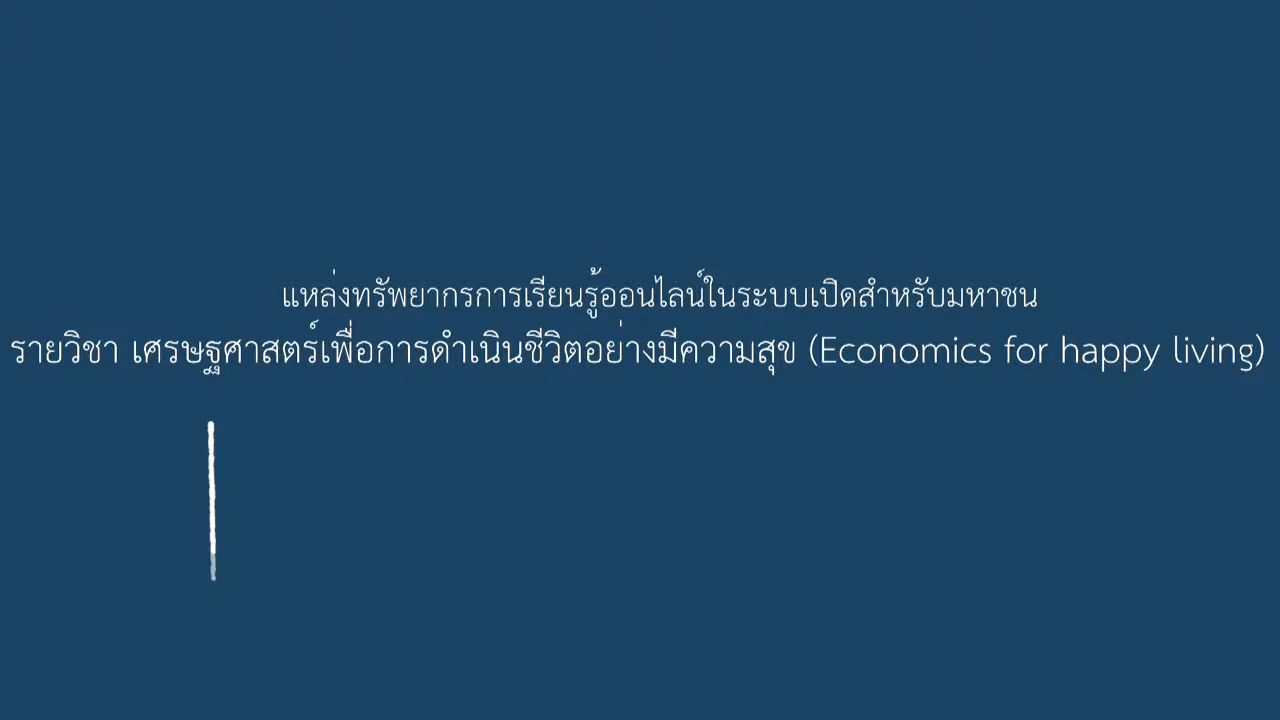 แหล่งทรัพยากรการเรียนรู้ออนไลน์ในระบบเปิดสำหรับมหาชน
รายวิชา เศรษฐศาสตร์เพื่อการดำเนินชีวิตอย่างมีความสุข (Economics for happy living)